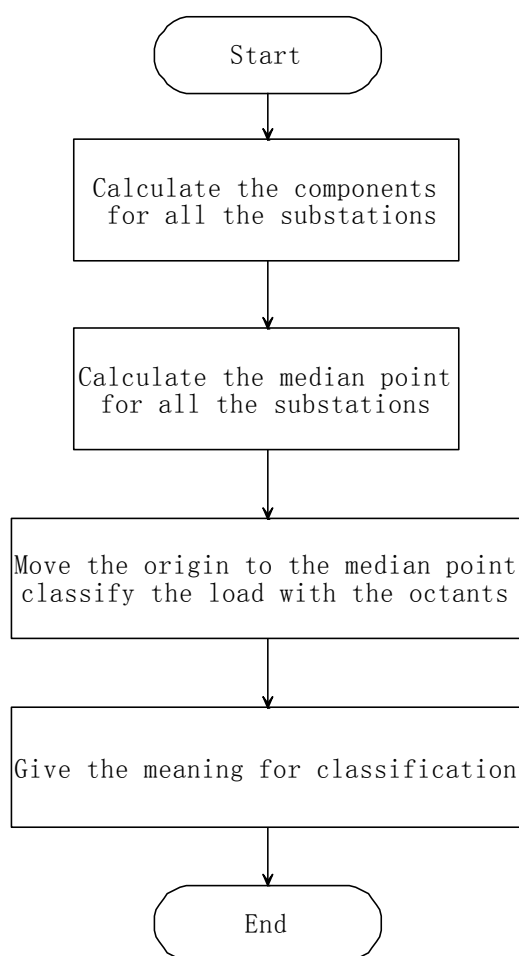 Start
Calculate the components
for all the substations
Calculate the median point
for all the substations
Move the origin to the median point
classify the load with the octants
Give the meaning for classification
End